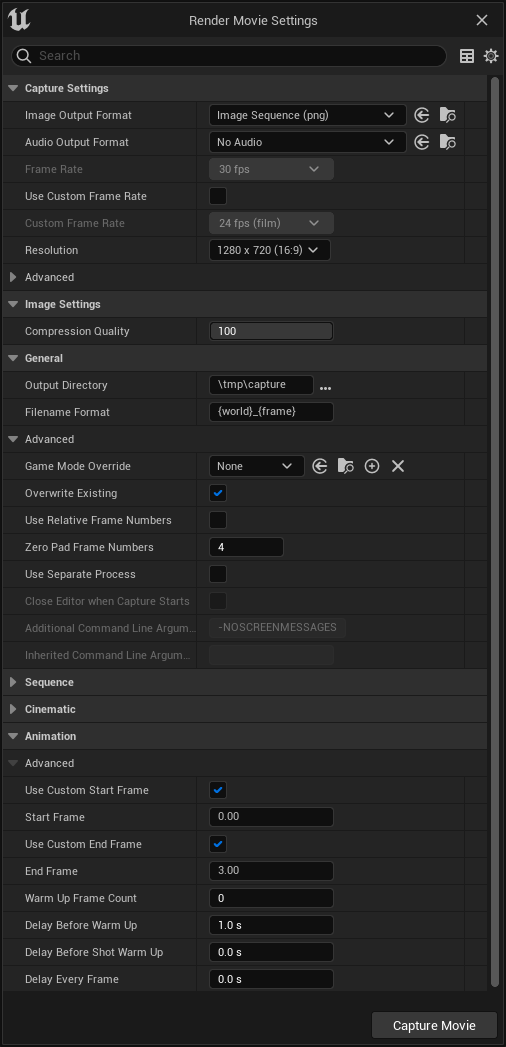 Render Movie Settings
Search
Capture Settings
Image Output Format Image Sequence (png)
Audio Output Format No Audio
Frame Rate 30 fps
Use Custom Frame Rate
Custom Frame Rate 24 fps (film)
Resolution 1280 x 720 (16:9)
Advanced
Image Settings
Compression Quality 100
General
Output Directory \tmp\capture ...
Filename Format {world}_{frame}
Advanced
Game Mode Override None
Overwrite Existing
Use Relative Frame Numbers
Zero Pad Frame Numbers 4
Use Separate Process
Close Editor when Capture Starts
Additional Command Line Argum... -NOSCREENMESSAGES
Inherited Command Line Argum...
Sequence
Cinematic
Animation
Advanced
Use Custom Start Frame
Start Frame 0.00
Use Custom End Frame
End Frame 3.00
Warm Up Frame Count 0
Delay Before Warm Up 1.0 s
Delay Before Shot Warm Up 0.0 s
Delay Every Frame 0.0 s
Capture Movie